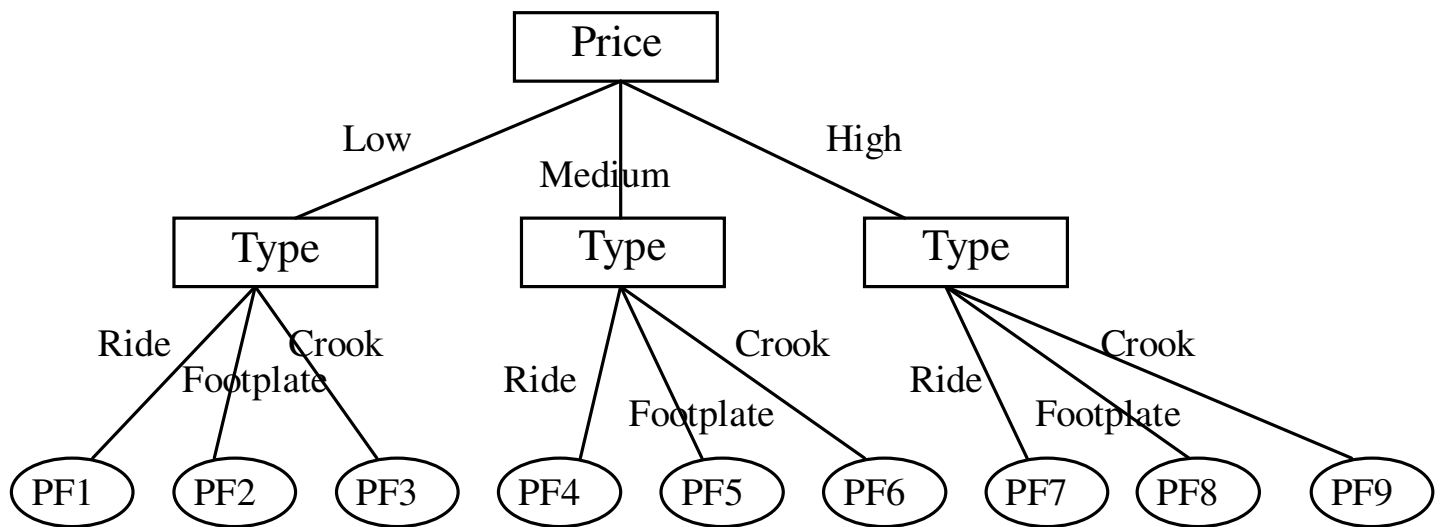 Price
Low
High
Medium
Type
Type
Type
Ride
Crook
Crook
Crook
Footplate
Ride
Ride
Footplate
Footplate
PF1
PF2
PF3
PF4
PF5
PF6
PF7
PF8
PF9